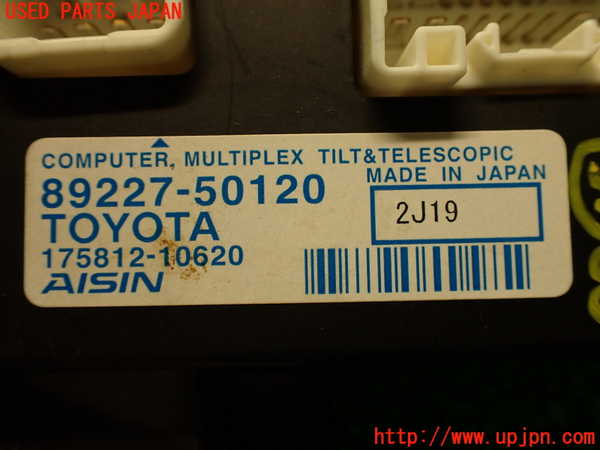 USED PARTS JAPAN
COMPUTER, MULTIPLEX TILT&TELESCOPIC
89227-50120
MADE IN JAPAN
TOYOTA
2J19
175812-10620
AISIN
http://www.upjpn.com/